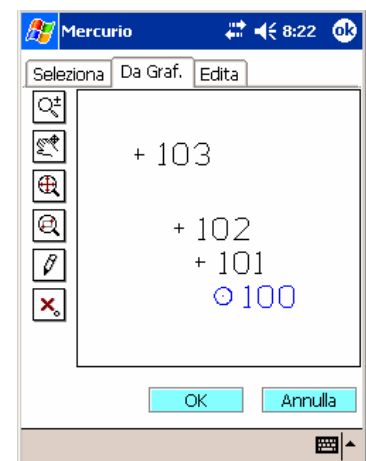 Mercurio 8:22 ok
Seleziona Da Graf. Edita
+ 103
+ 102
+ 101
100
OK Annulla